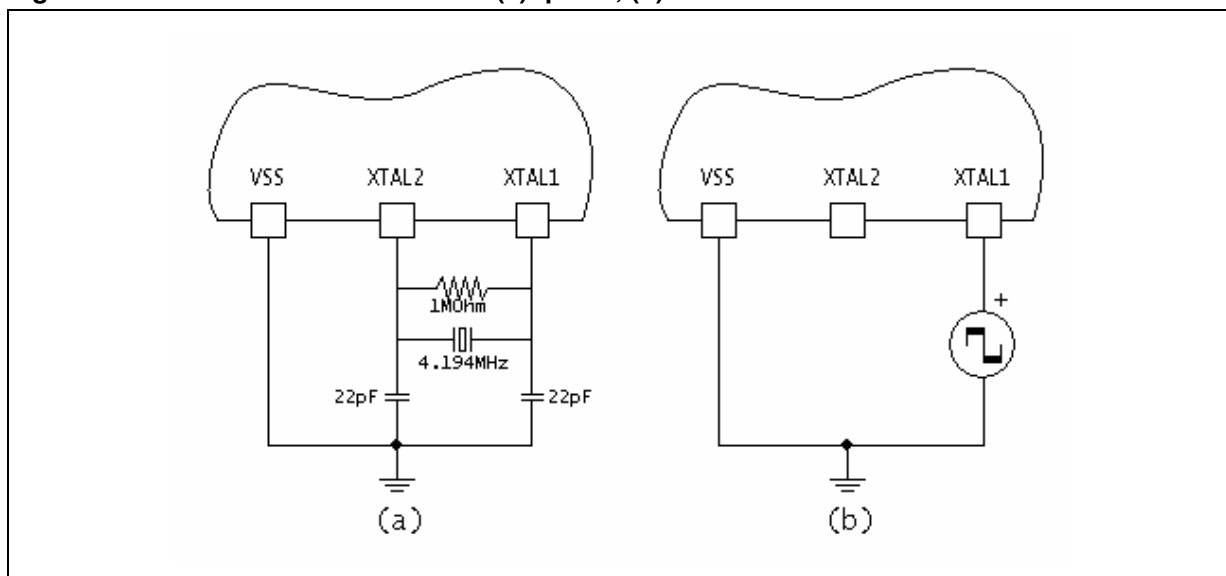 VSS XTAL2 XTAL1
1MOhm
4.194MHz
22pF 22pF
(a)
VSS XTAL2 XTAL1
+
(b)